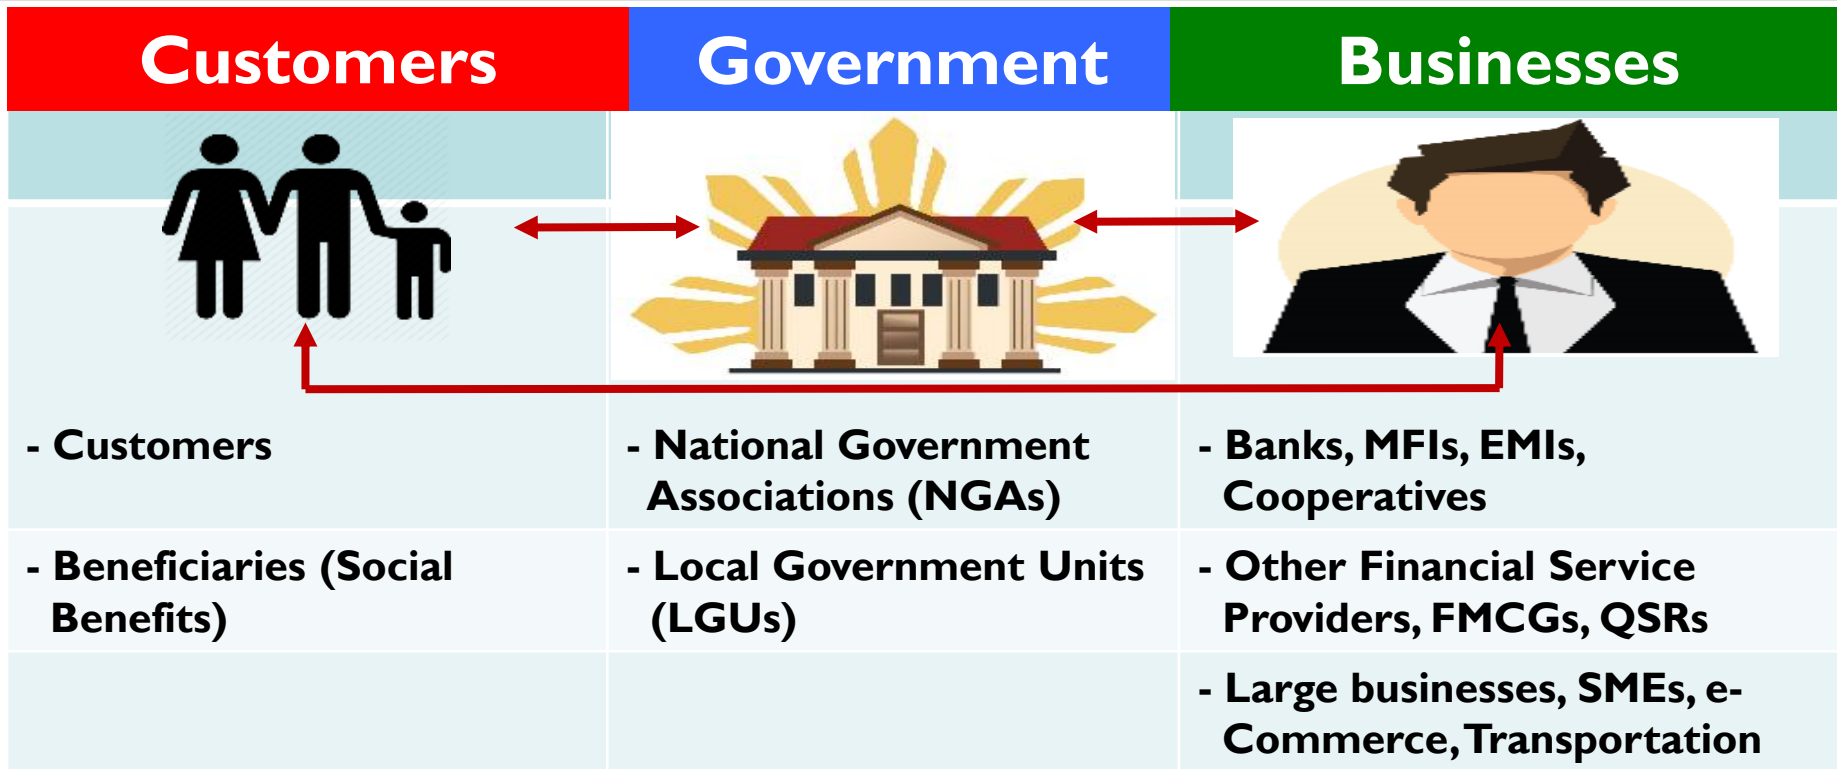 Customers
Government
Businesses
- Customers
- National Government
Associations (NGAs)
- Banks, MFIs, EMIs,
Cooperatives
- Beneficiaries (Social
Benefits)
- Local Government Units
(LGUs)
- Other Financial Service
Providers, FMCGs, QSRs
- Large businesses, SMEs, e-
Commerce, Transportation